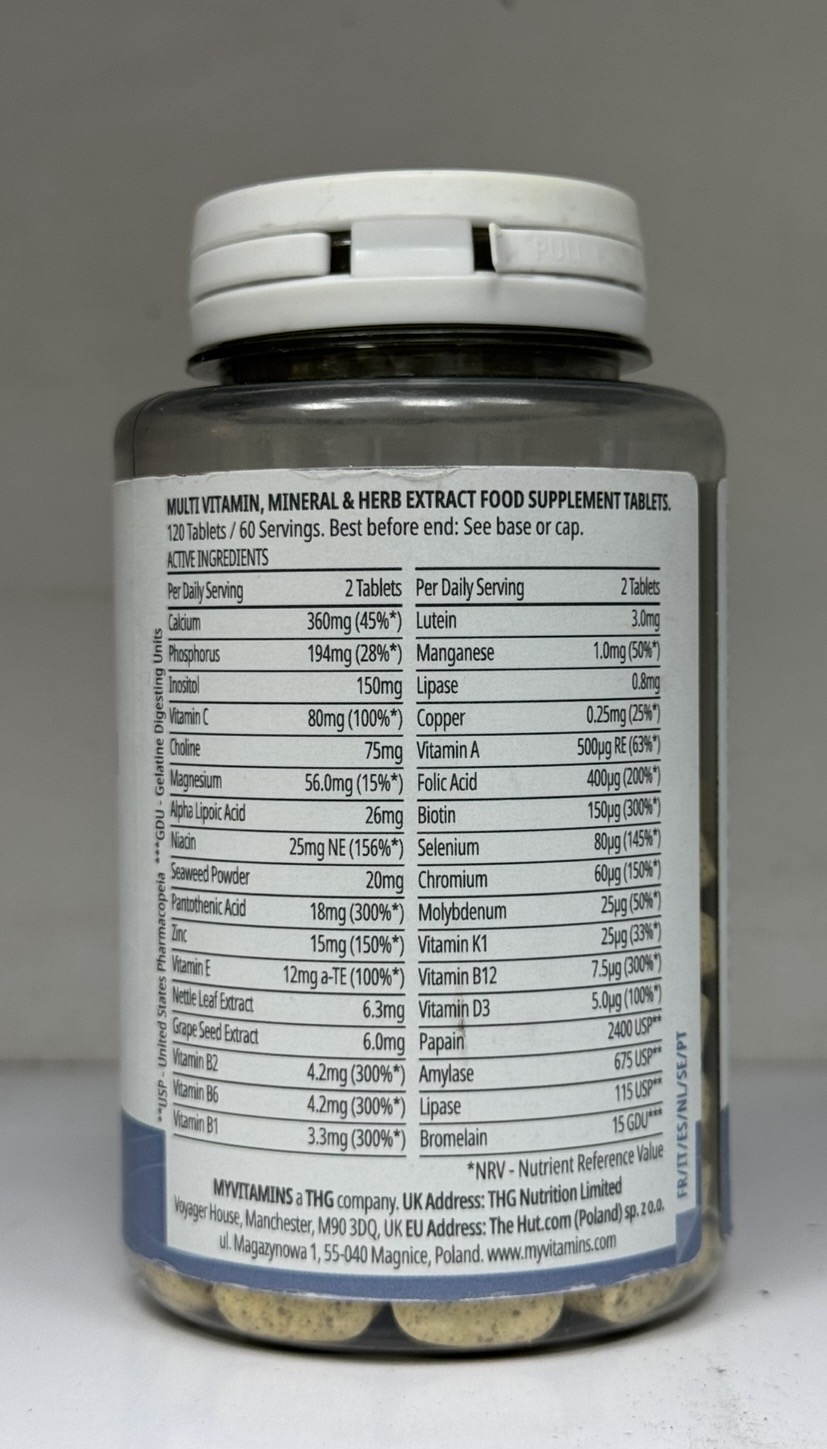 PULL
MULTI VITAMIN, MINERAL & HERB EXTRACT FOOD SUPPLEMENT TABLETS.
120 Tablets / 60 Servings. Best before end: See base or cap.
ACTIVE INGREDIENTS
Per Daily Serving 2 Tablets
Calcium 360mg (45%*)
Phosphorus 194mg (28%*)
Inositol 150mg
Vitamin C 80mg (100%*)
Choline 75mg
Magnesium 56.0mg (15%*)
Alpha Lipoic Acid 26mg
Niacin 25mg NE (156%*)
Seaweed Powder 20mg
Pantothenic Acid 18mg (300%*)
Zinc 15mg (150%*)
Vitamin E 12mg a-TE (100%*)
Nettle Leaf Extract 6.3mg
Grape Seed Extract 6.0mg
Vitamin B2 4.2mg (300%*)
Vitamin B6 4.2mg (300%*)
Vitamin B1 3.3mg (300%*)
Per Daily Serving 2 Tablets
Lutein 3.0mg
Manganese 1.0mg (50%*)
Lipase 0.8mg
Copper 0.25mg (25%*)
Vitamin A 500µg RE (63%*)
Folic Acid 400µg (200%*)
Biotin 150µg (300%*)
Selenium 80µg (145%*)
Chromium 60µg (150%*)
Molybdenum 25µg (50%*)
Vitamin K1 25µg (33%*)
Vitamin B12 7.5µg (300%*)
Vitamin D3 5.0µg (100%*)
Papain 2400 USP**
Amylase 675 USP**
Lipase 115 USP**
Bromelain 15 GDU***
*NRV - Nutrient Reference Value
**USP - United States Pharmacopeia ***GDU - Gelatine Digesting Units
MYVITAMINS a THG company. UK Address: THG Nutrition Limited
Voyager House, Manchester, M90 3DQ, UK EU Address: The Hut.com (Poland) sp. z o.o.
ul. Magazynowa 1, 55-040 Magnice, Poland. www.myvitamins.com
FR/IT/ES/NL/SE/PT